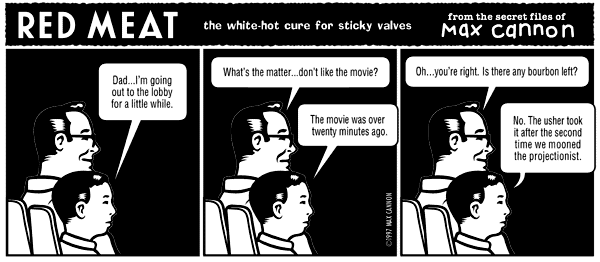 RED MEAT
the white-hot cure for sticky valves
from the secret files of
max cannon
Dad...I'm going
out to the lobby
for a little while.
What's the matter...don't like the movie?
The movie was over
twenty minutes ago.
©1997 MAX CANNON
Oh...you're right. Is there any bourbon left?
No. The usher took
it after the second
time we mooned
the projectionist.